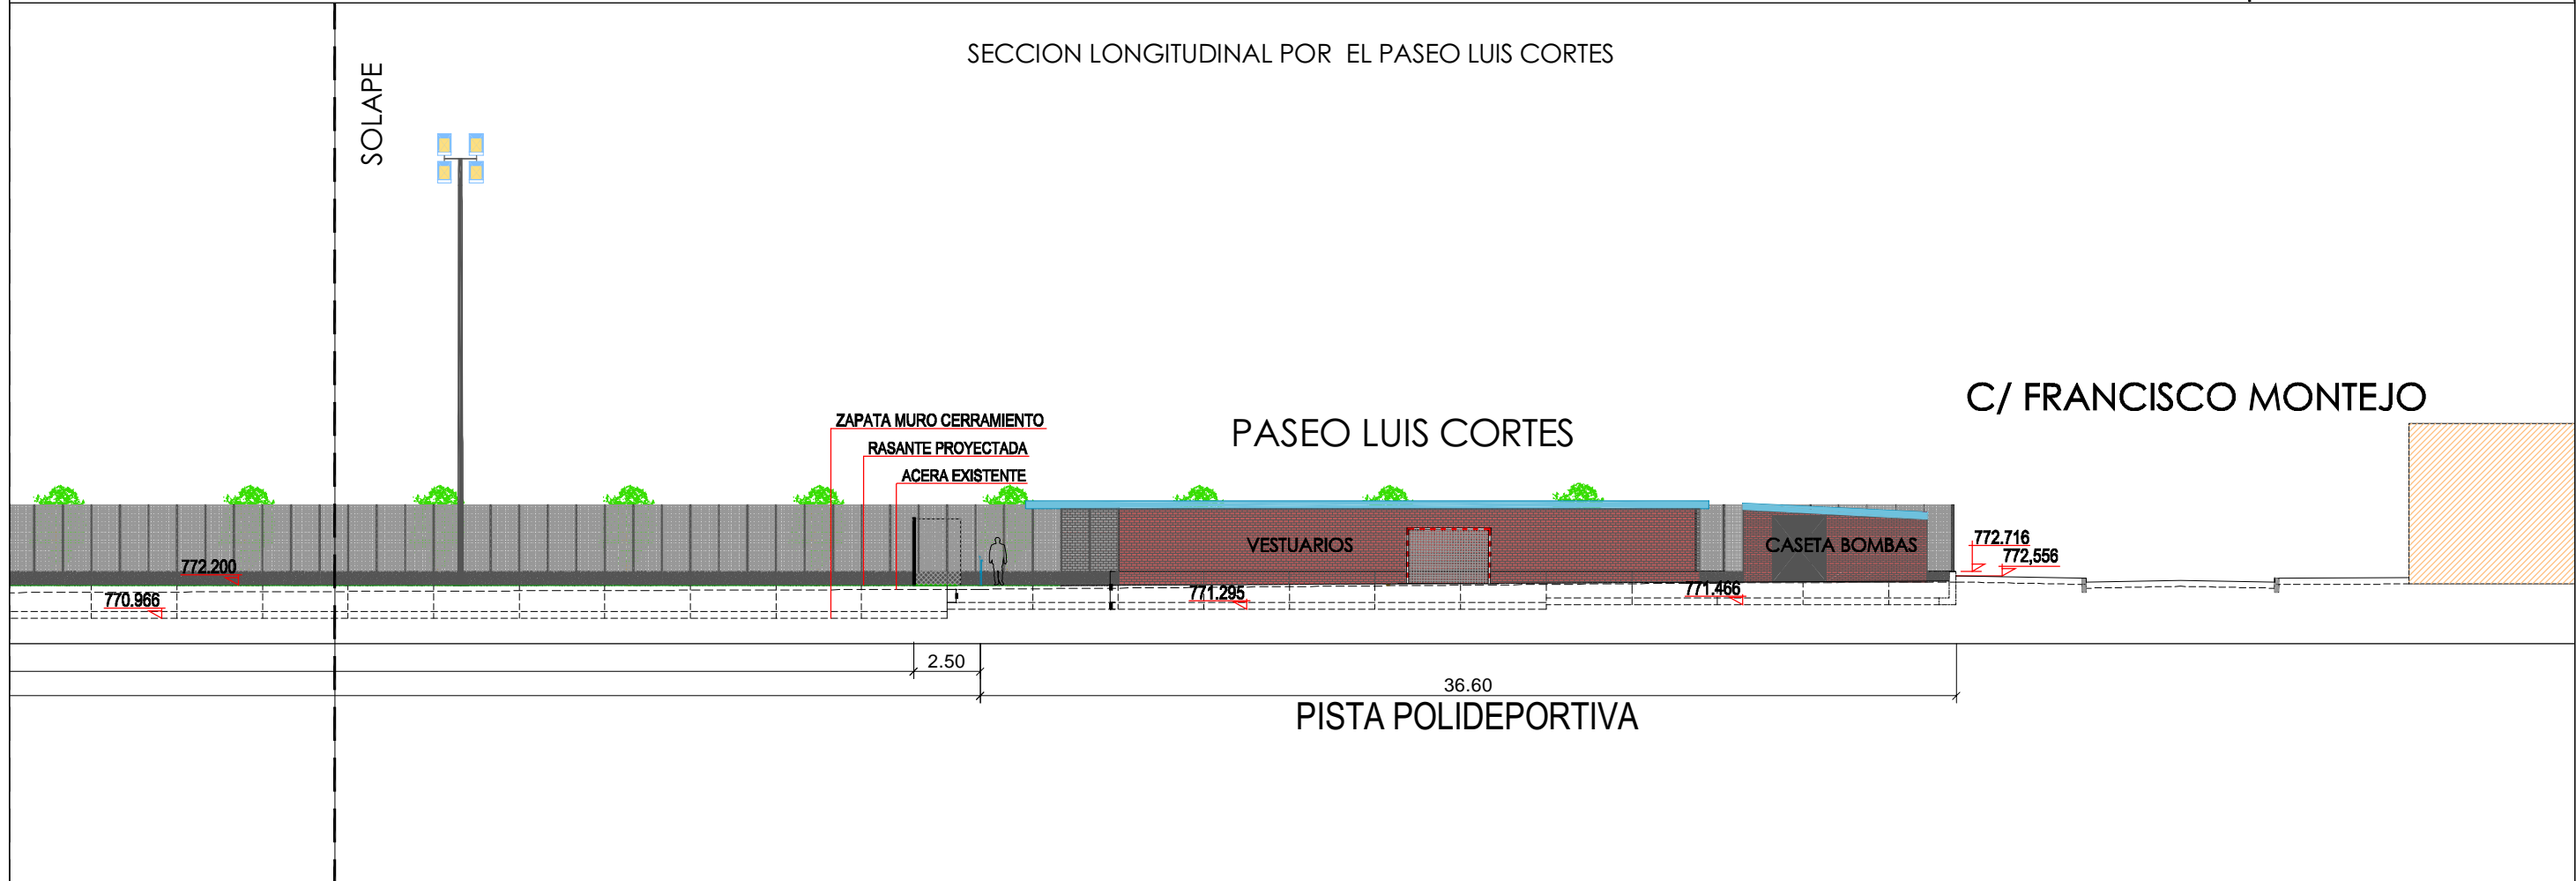 SECCION LONGITUDINAL POR EL PASEO LUIS CORTES
SOLAPE
C/ FRANCISCO MONTEJO
ZAPATA MURO CERRAMIENTO
PASEO LUIS CORTES
RASANTE PROYECTADA
ACERA EXISTENTE
VESTUARIOS
CASETA BOMBAS
772.716
772,556
772.200
770.966
771.295
771.466
2.50
36.60
PISTA POLIDEPORTIVA